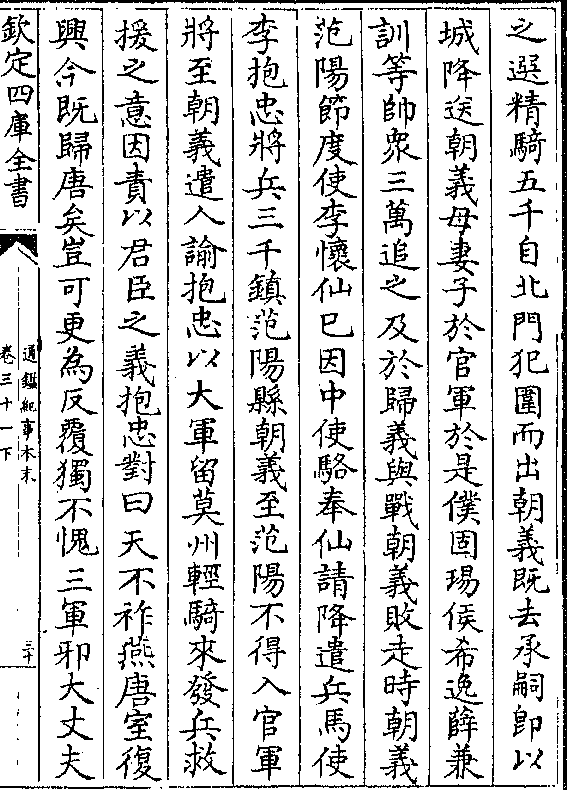 之選精騎五千自北門犯圍而出朝義既去承嗣即以
城降送朝義母妻子於官軍於是僕固瑒侯希逸薛兼
訓等帥衆三萬追之及於歸義與戰朝義敗走時朝義
范陽節度使李懷仙已因中使駱奉仙請降遣兵馬使
李抱忠將兵三千鎮范陽縣朝義至范陽不得入官軍
將至朝義遣人諭抱忠以大軍留莫州輕騎來發兵救
援之意因責以君臣之義抱忠對曰天不祚燕唐室復
興今既歸唐矣豈可更為反覆獨不愧三軍邪大丈夫
欽定四庫全書
通鑑紀事本末
卷三十一下
三十